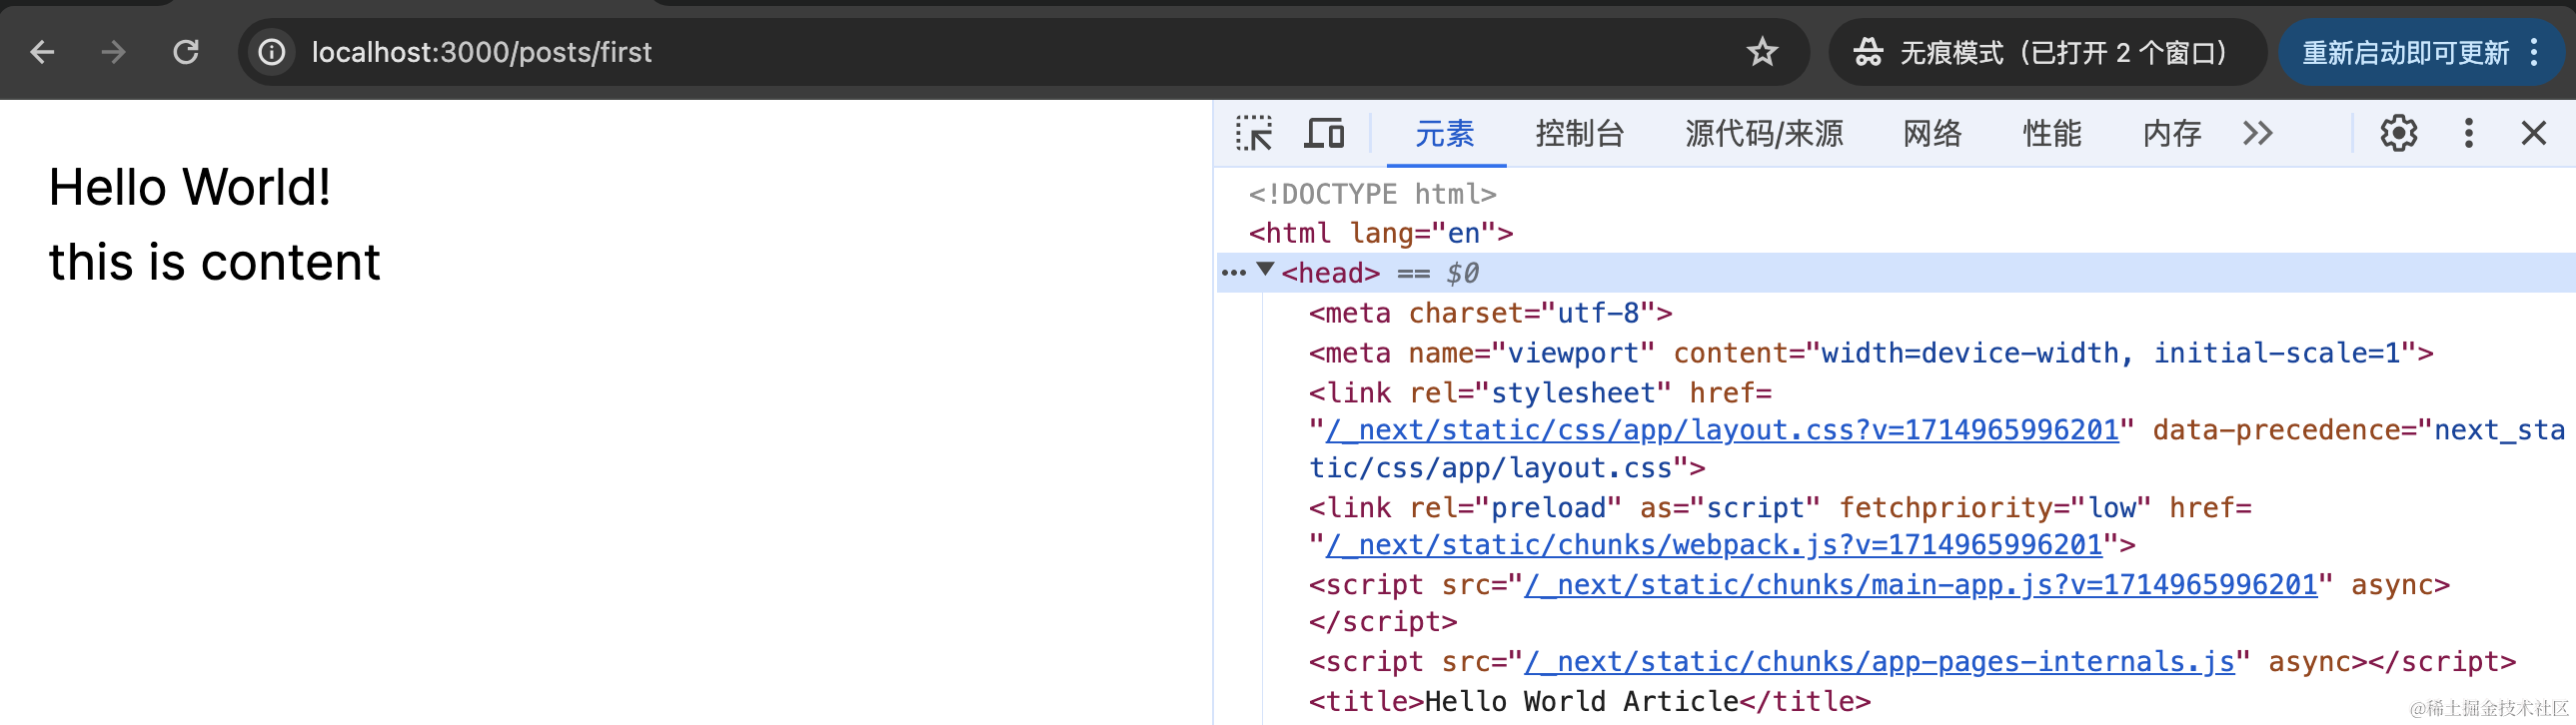 localhost:3000/posts/first
无痕模式（已打开 2 个窗口）
重新启动即可更新
Hello World!
this is content
元素 控制台 源代码/来源 网络 性能 内存
<!DOCTYPE html>
<html lang="en">
<head> == $0
<meta charset="utf-8">
<meta name="viewport" content="width=device-width, initial-scale=1">
<link rel="stylesheet" href=
"/_next/static/css/app/layout.css?v=1714965996201" data-precedence="next_sta
tic/css/app/layout.css">
<link rel="preload" as="script" fetchpriority="low" href=
"/_next/static/chunks/webpack.js?v=1714965996201">
<script src="/_next/static/chunks/main-app.js?v=1714965996201" async>
</script>
<script src="/_next/static/chunks/app-pages-internals.js" async></script>
<title>Hello World Article</title>
@稀土掘金技术社区